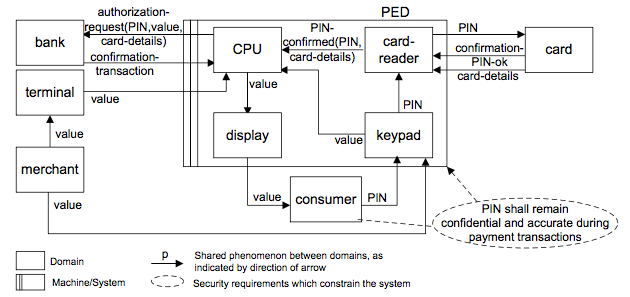 PED
authorization-
request(PIN,value,
card-details)
bank
confirmation-
transaction
CPU
PIN-
confirmed(PIN,
card-details)
card-
reader
PIN
confirmation-
PIN-ok
card-details
card
terminal
value
value
PIN
value
display
value
keypad
merchant
value
value
consumer
PIN
PIN shall remain
confidential and accurate during
payment transactions
Domain
Machine/System
p
Shared phenomenon between domains, as
indicated by direction of arrow
Security requirements which constrain the system